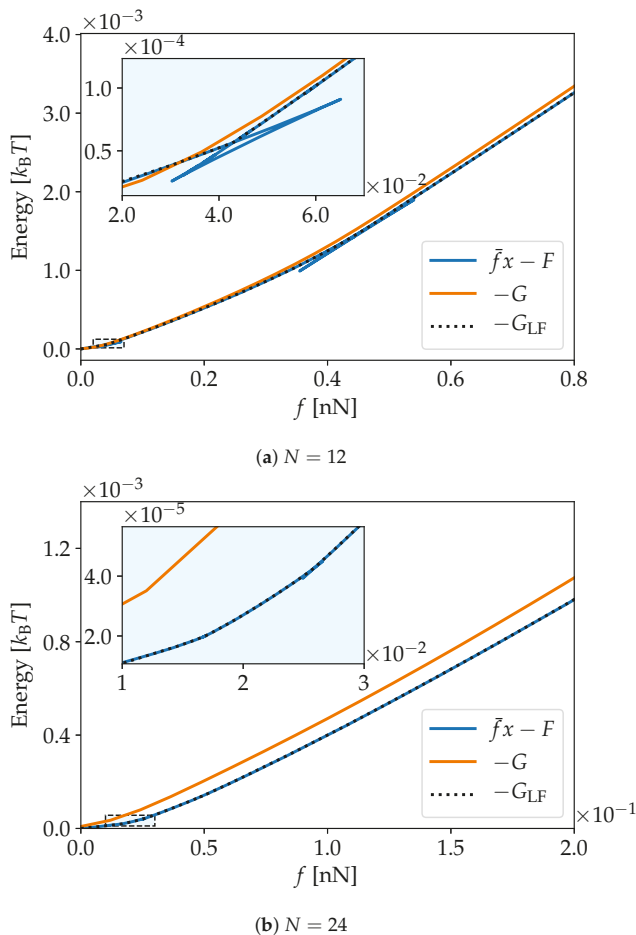 ×10⁻³
4.0
3.0
2.0
1.0
0.0
Energy [k_BT]
×10⁻⁴
1.0
0.5
2.0 4.0 6.0
×10⁻²
f̄x − F
−G
−G_LF
0.0 0.2 0.4 0.6 0.8
f [nN]
(a) N = 12
×10⁻³
1.2
0.8
0.4
0.0
Energy [k_BT]
×10⁻⁵
4.0
2.0
1 2 3
×10⁻²
f̄x − F
−G
−G_LF
×10⁻¹
0.0 0.5 1.0 1.5 2.0
f [nN]
(b) N = 24